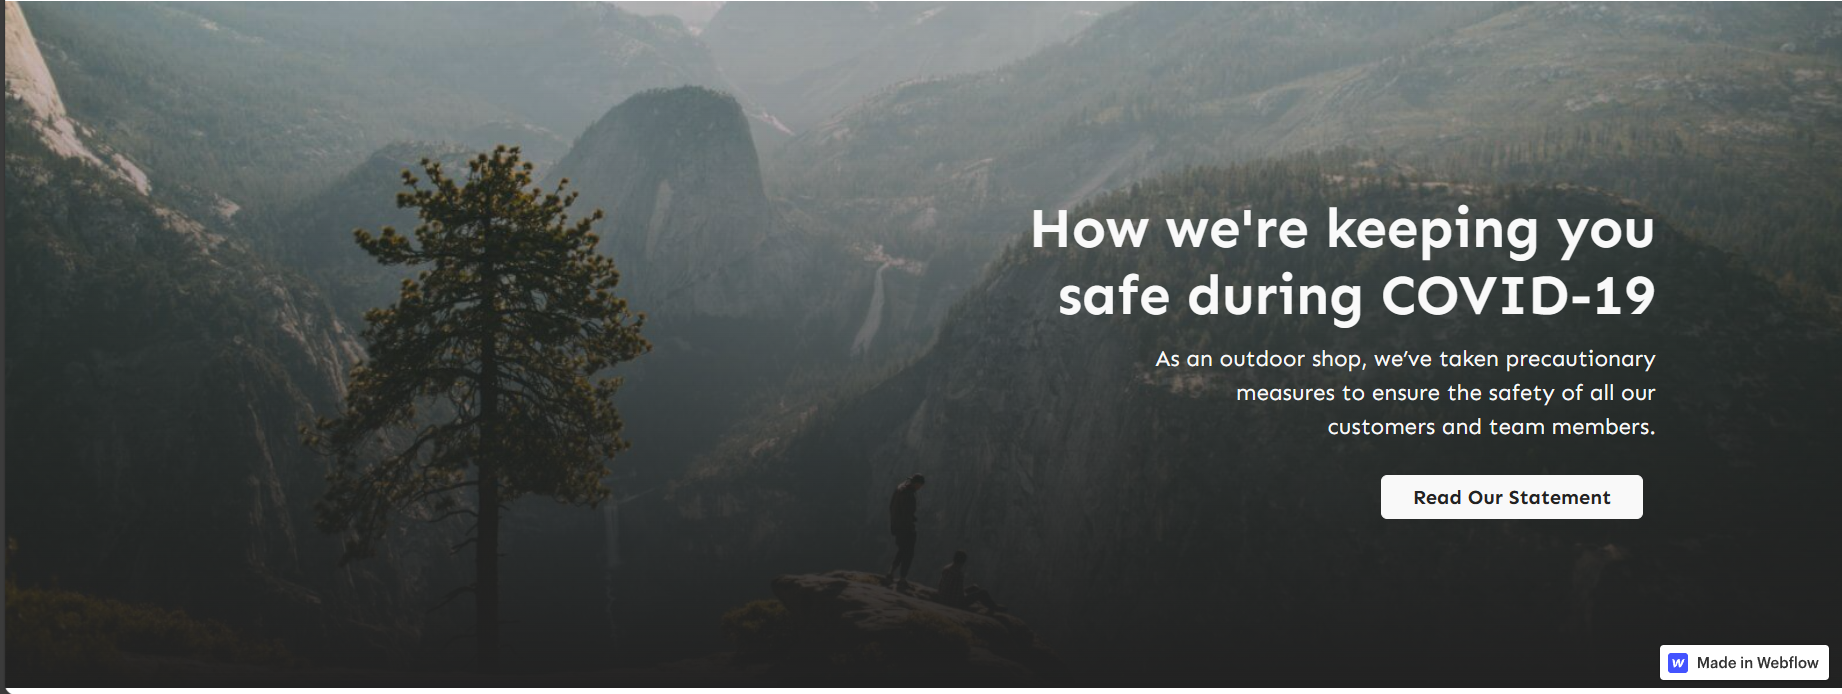 How we're keeping you
safe during COVID-19
As an outdoor shop, we’ve taken precautionary
measures to ensure the safety of all our
customers and team members.
Read Our Statement
Made in Webflow